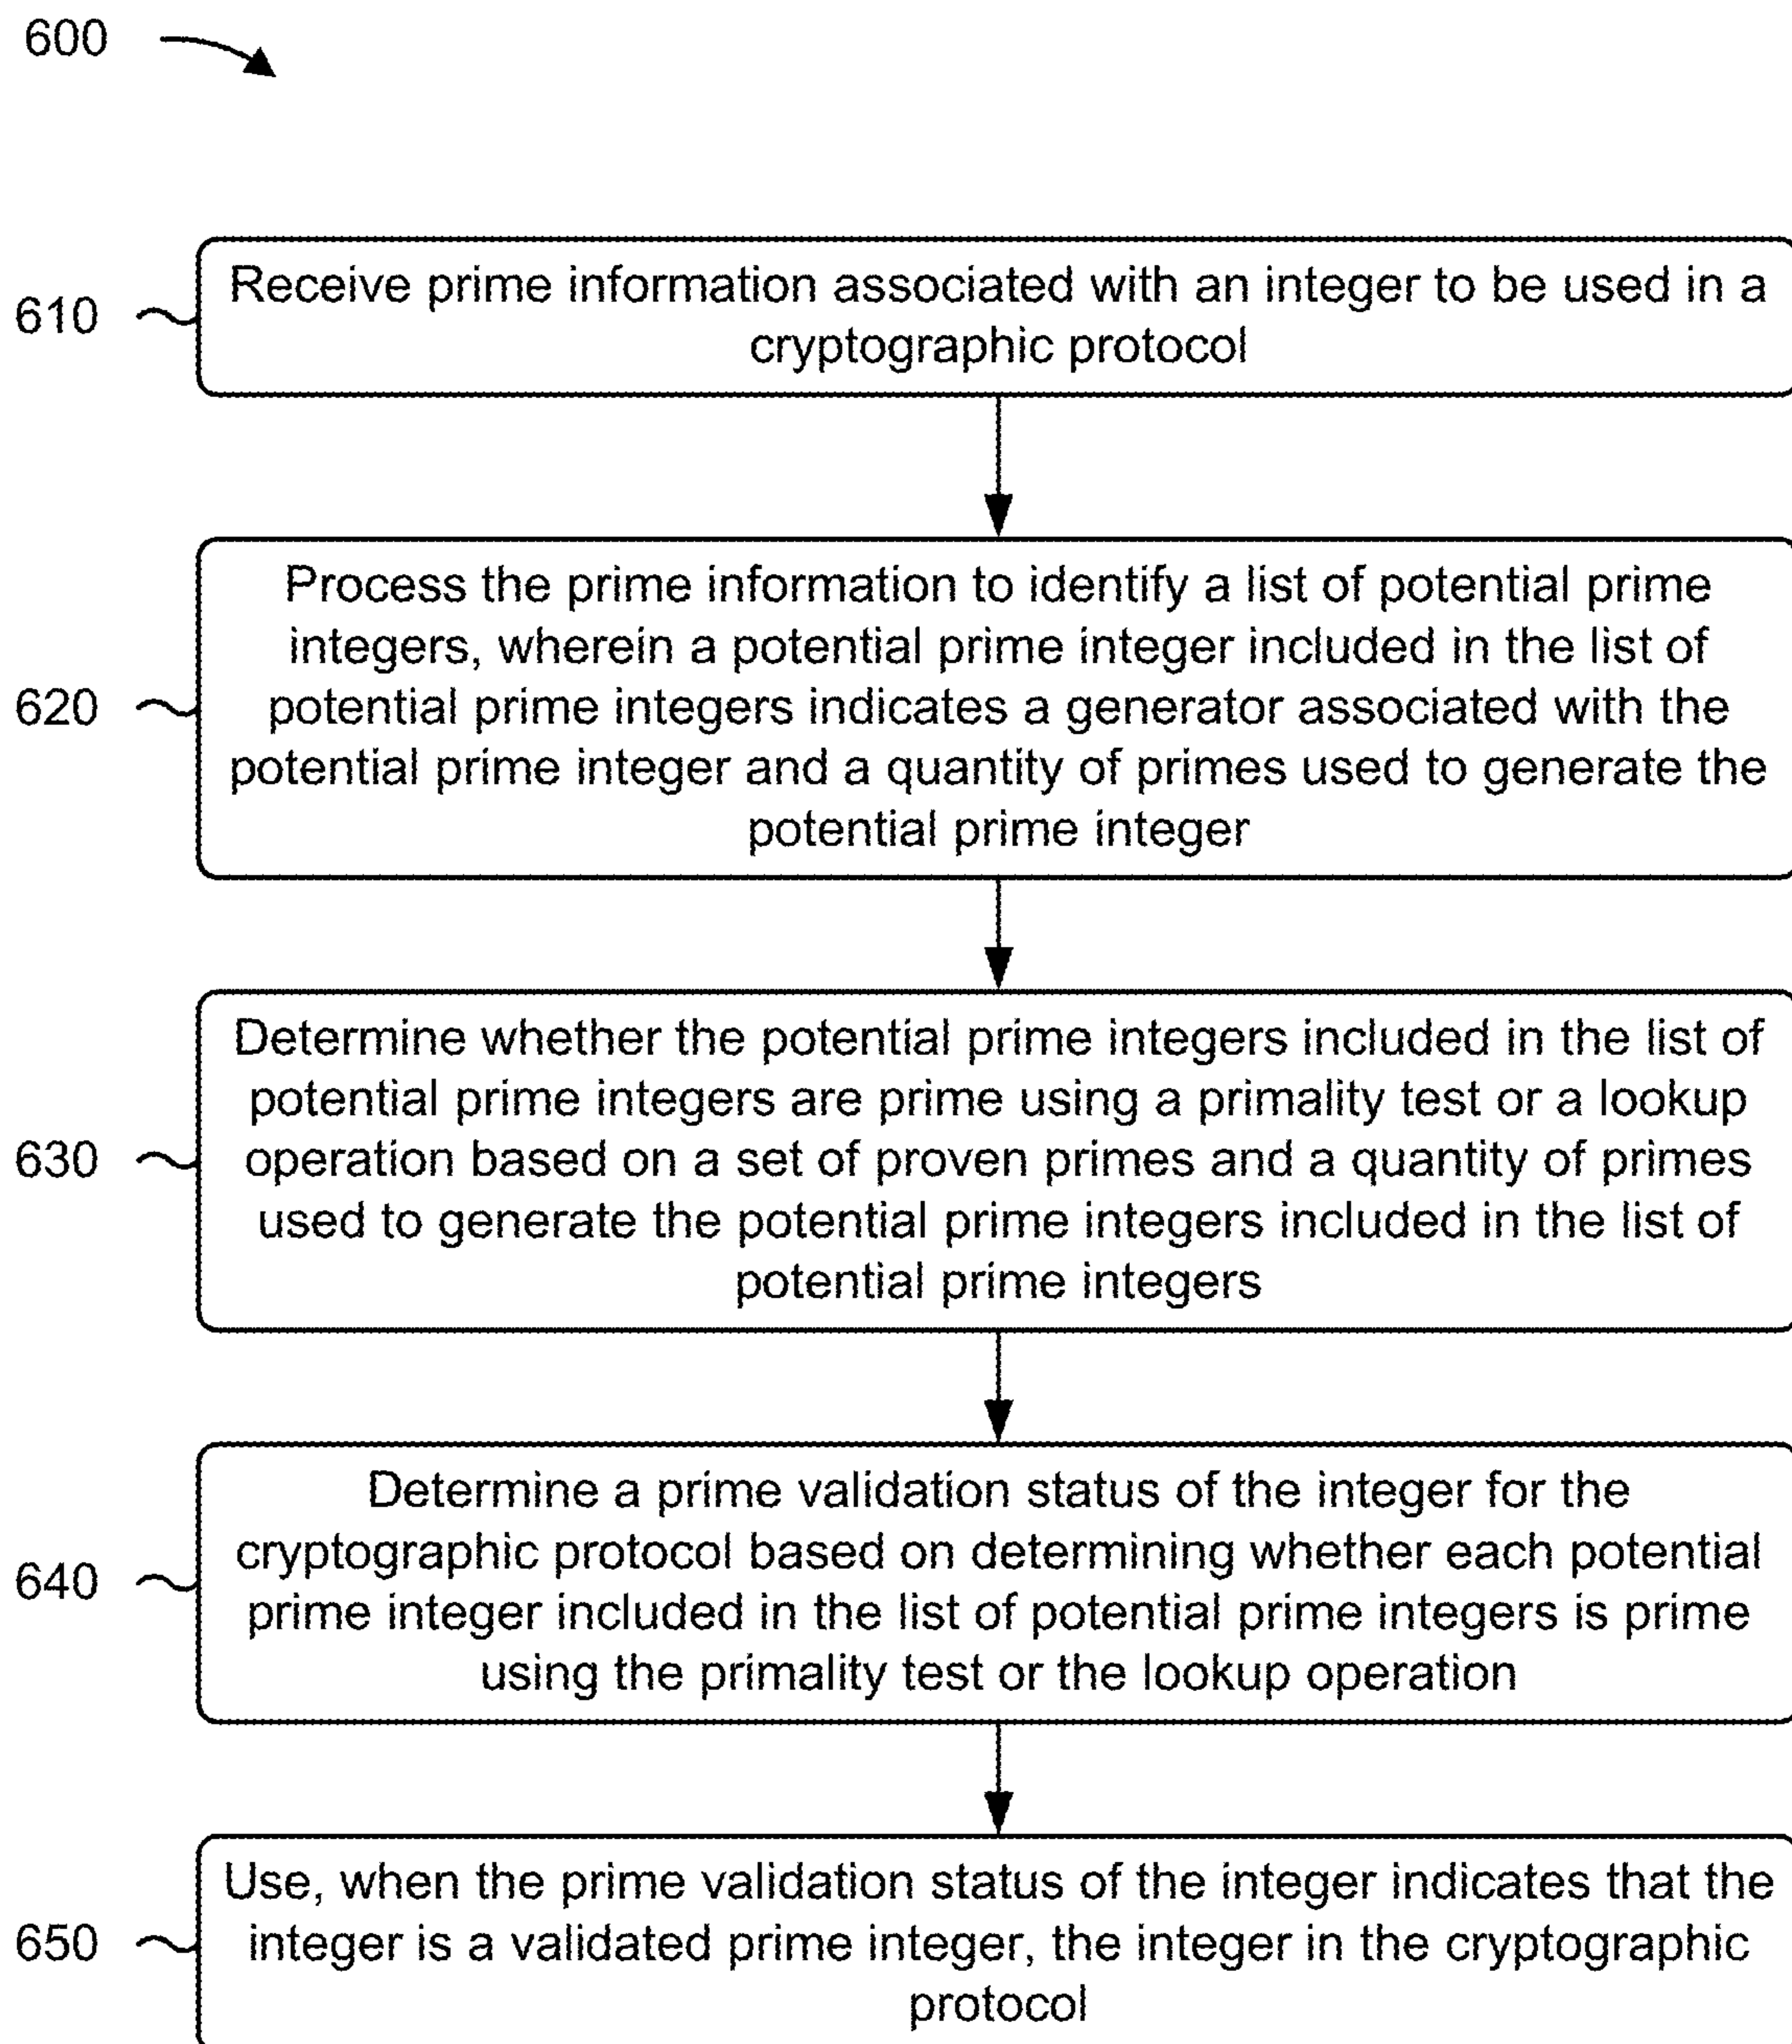 600
610
Receive prime information associated with an integer to be used in a
cryptographic protocol
620
Process the prime information to identify a list of potential prime
integers, wherein a potential prime integer included in the list of
potential prime integers indicates a generator associated with the
potential prime integer and a quantity of primes used to generate the
potential prime integer
630
Determine whether the potential prime integers included in the list of
potential prime integers are prime using a primality test or a lookup
operation based on a set of proven primes and a quantity of primes
used to generate the potential prime integers included in the list of
potential prime integers
640
Determine a prime validation status of the integer for the
cryptographic protocol based on determining whether each potential
prime integer included in the list of potential prime integers is prime
using the primality test or the lookup operation
650
Use, when the prime validation status of the integer indicates that the
integer is a validated prime integer, the integer in the cryptographic
protocol